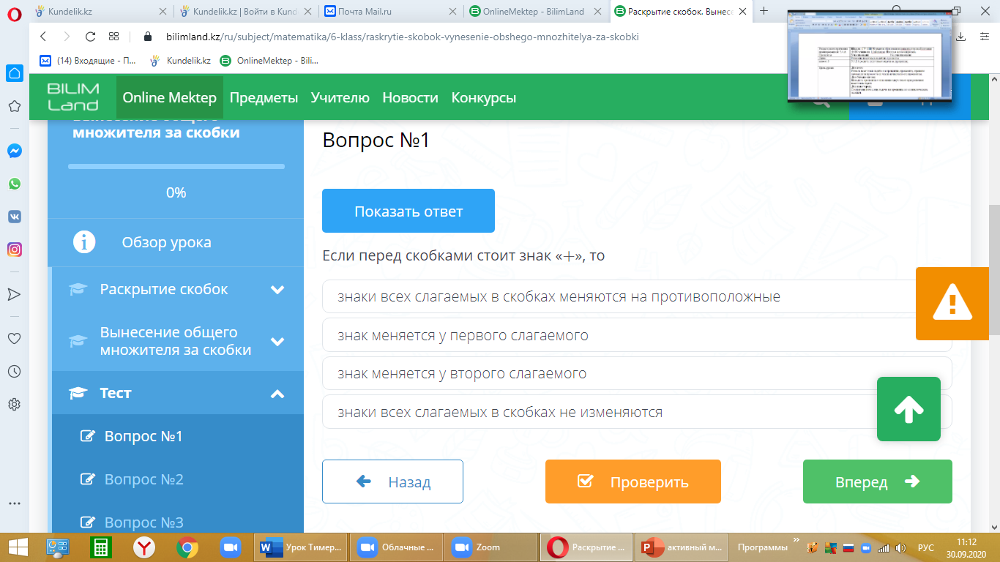 Kundelik.kz
Kundelik.kz | Войти в Kund
Почта Mail.ru
OnlineMektep - BilimLand
Раскрытие скобок. Вынесе
bilimland.kz/ru/subject/matematika/6-klass/raskrytie-skobok-vynesenie-obshego-mnozhitelya-za-skobki
(14) Входящие - П...
Kundelik.kz
OnlineMektep - Bilim...
BILIM
Land
Online Mektep
Предметы
Учителю
Новости
Конкурсы
множителя за скобки
0%
Обзор урока
Раскрытие скобок
Вынесение общего
множителя за скобки
Тест
Вопрос №1
Вопрос №2
Вопрос №3
Вопрос №1
Показать ответ
Если перед скобками стоит знак «+», то
знаки всех слагаемых в скобках меняются на противоположные
знак меняется у первого слагаемого
знак меняется у второго слагаемого
знаки всех слагаемых в скобках не изменяются
Назад
Проверить
Вперед
Урок Тимер...
Облачные ...
Zoom
Раскрытие ...
активный м...
Программы
РУС
11:12
30.09.2020